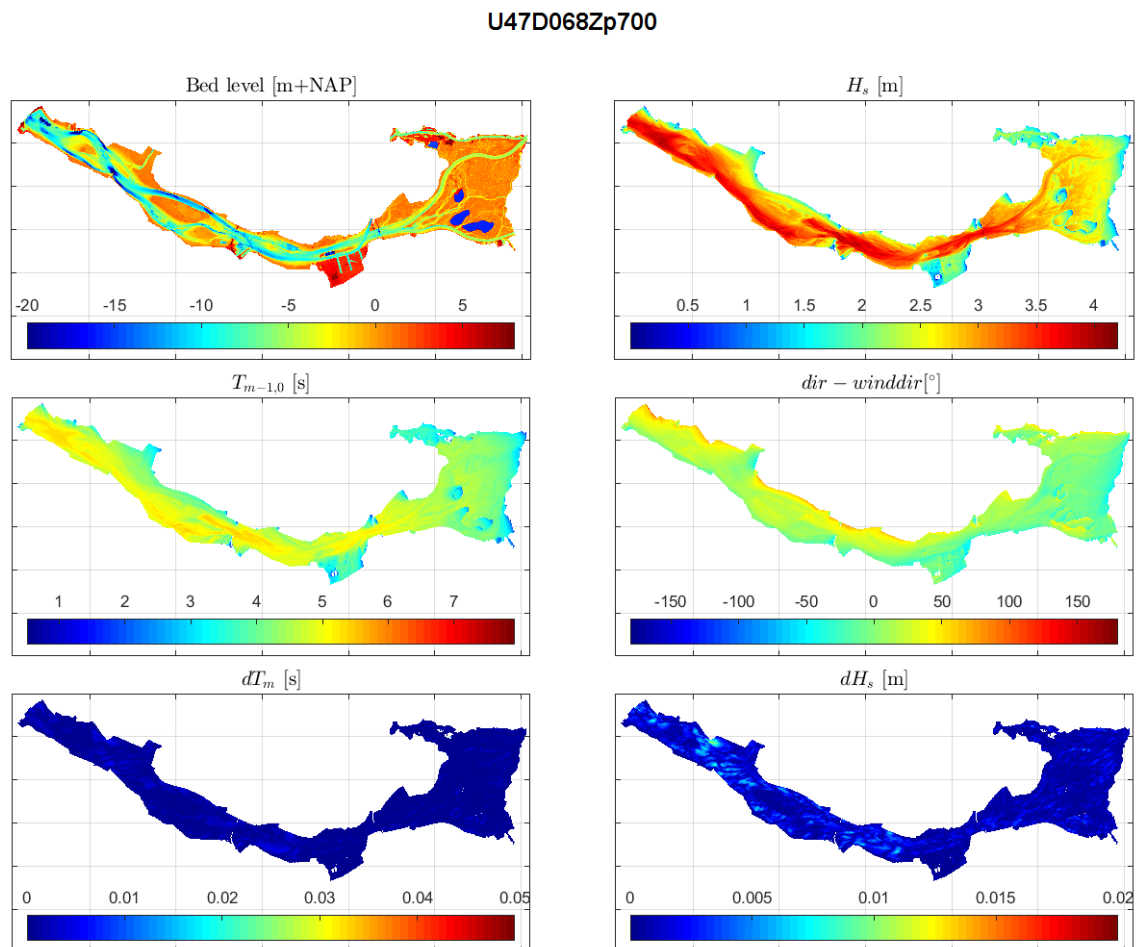 U47D068Zp700
Bed level [m+NAP]
H_s [m]
-20 -15 -10 -5 0 5
0.5 1 1.5 2 2.5 3 3.5 4
T_{m-1,0} [s]
dir - winddir[°]
1 2 3 4 5 6 7
-150 -100 -50 0 50 100 150
dT_m [s]
dH_s [m]
0 0.01 0.02 0.03 0.04 0.05
0 0.005 0.01 0.015 0.02